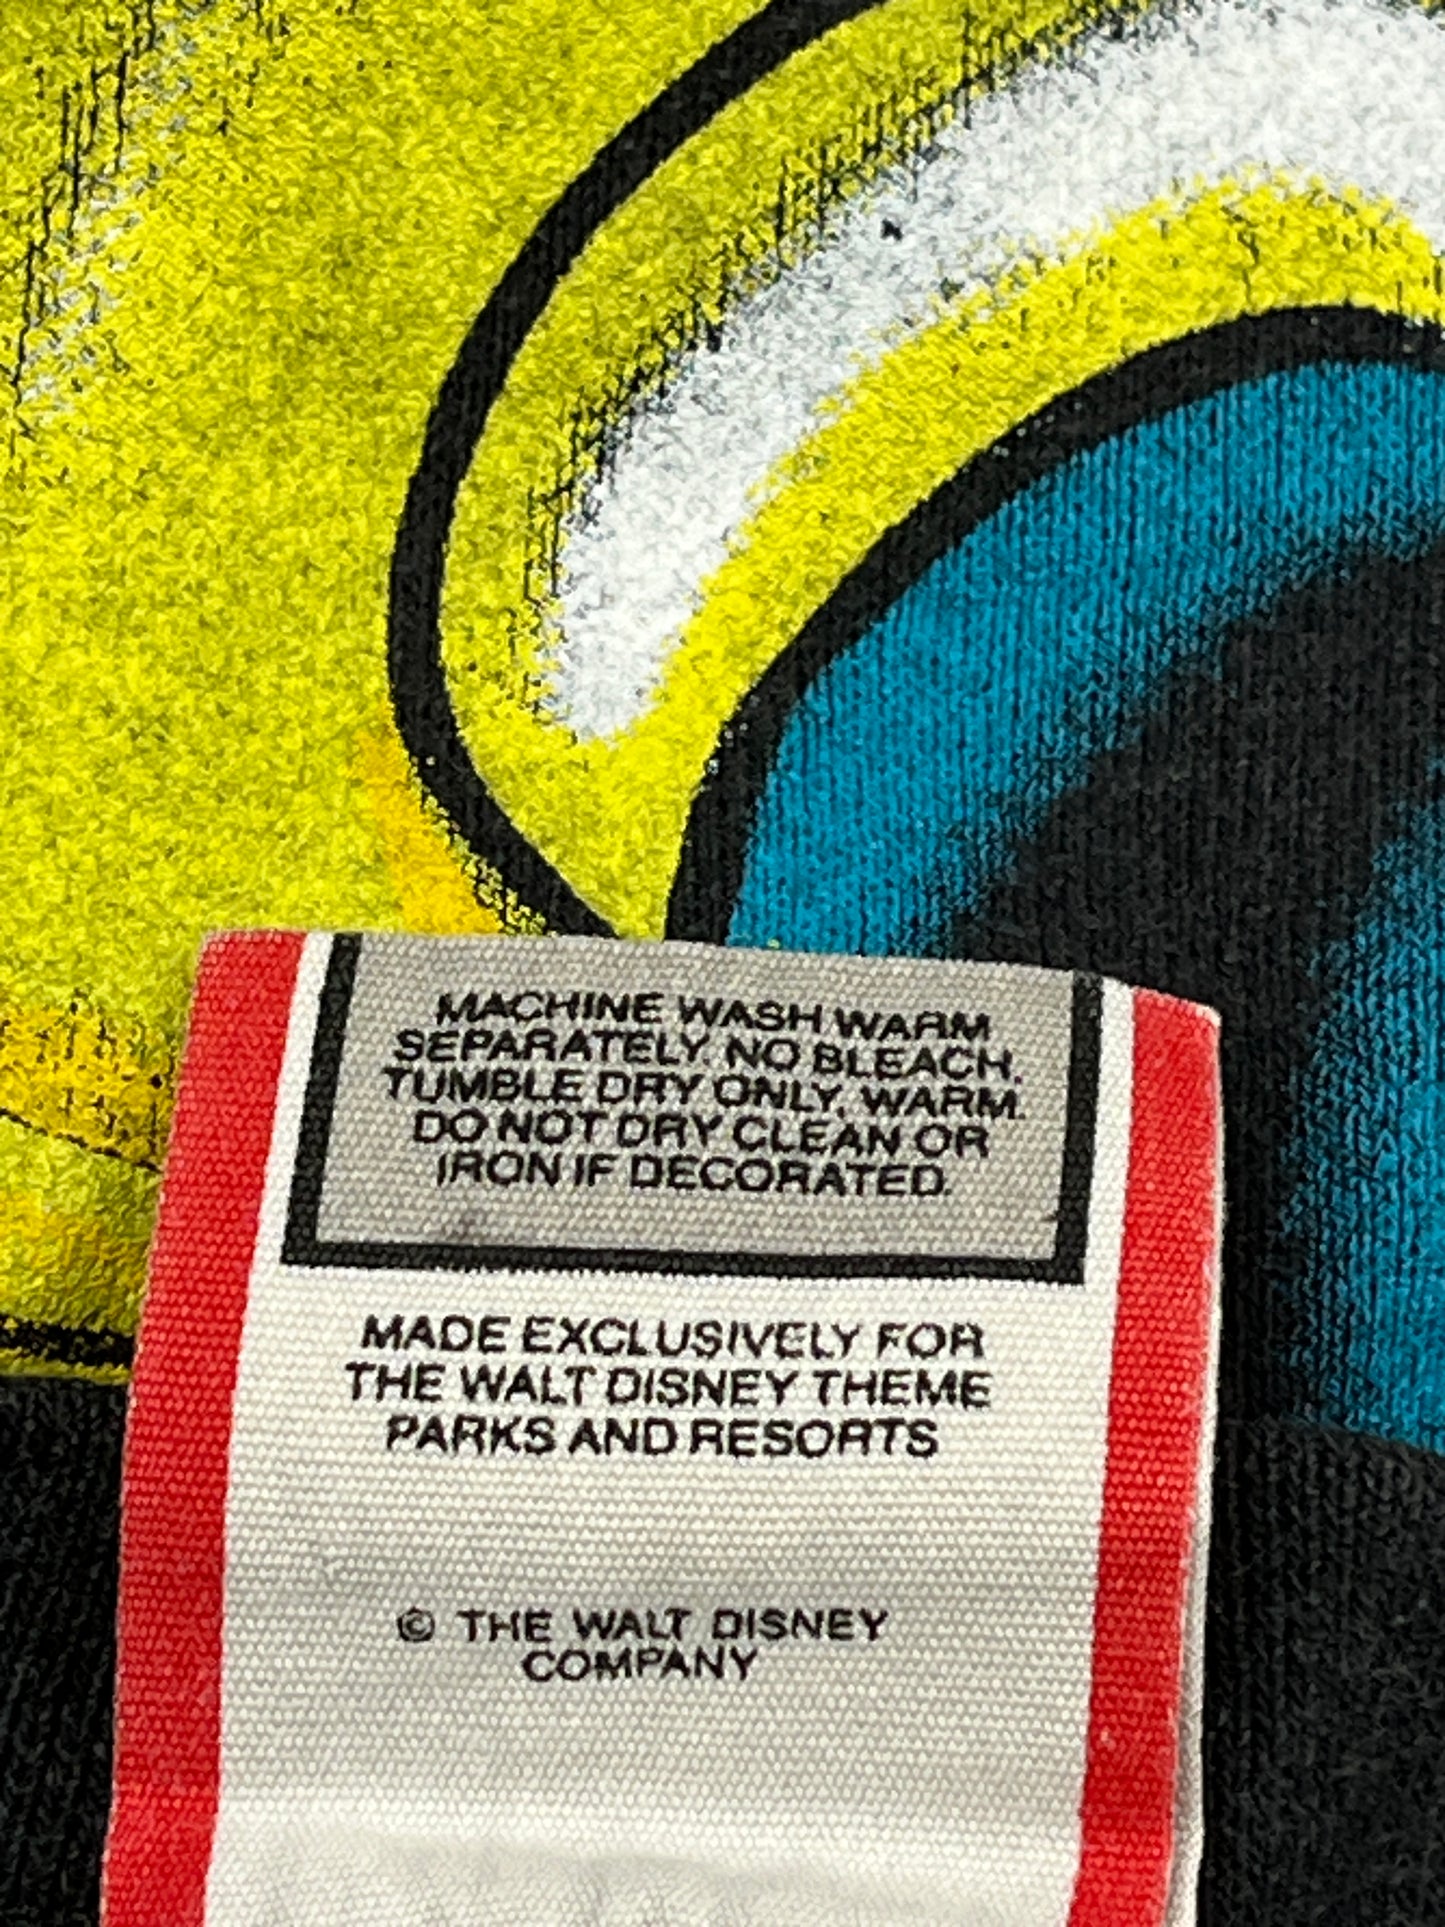 MACHINE WASH WARM
SEPARATELY. NO BLEACH.
TUMBLE DRY ONLY, WARM.
DO NOT DRY CLEAN OR
IRON IF DECORATED.
MADE EXCLUSIVELY FOR
THE WALT DISNEY THEME
PARKS AND RESORTS
© THE WALT DISNEY
COMPANY